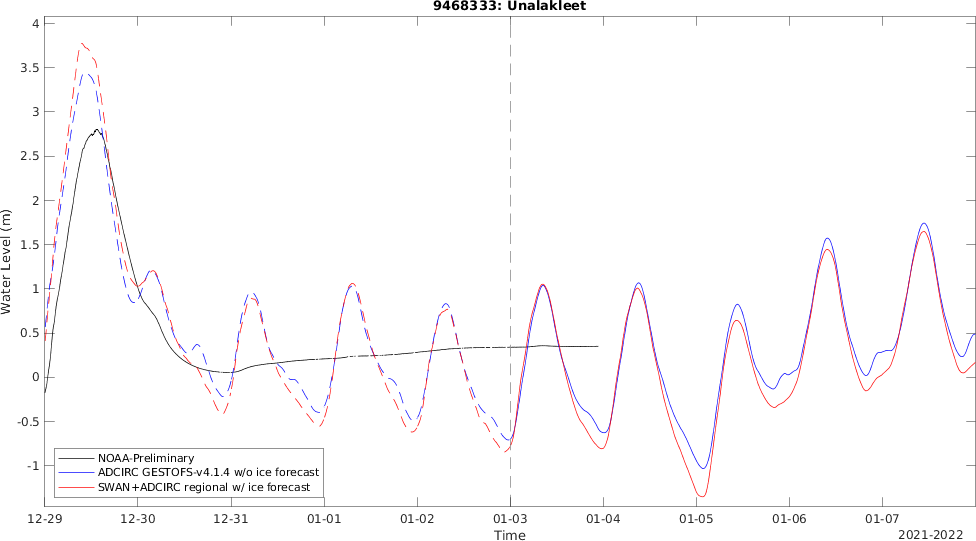 9468333: Unalakleet
4
3.5
3
2.5
2
1.5
1
0.5
0
-0.5
-1
Water Level (m)
NOAA-Preliminary
ADCIRC GESTOFS-v4.1.4 w/o ice forecast
SWAN+ADCIRC regional w/ ice forecast
12-29 12-30 12-31 01-01 01-02 01-03 01-04 01-05 01-06 01-07
Time
2021-2022